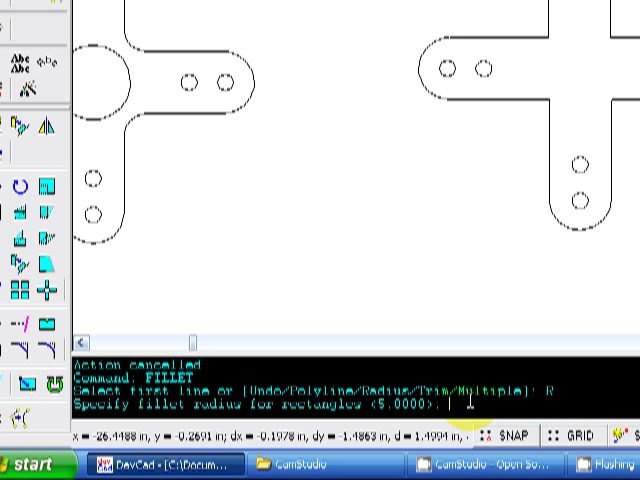 Abc Abc
Action cancelled
Command: FILLET
Select first line or [Undo/Polyline/Radius/Trim/Multiple]: R
Specify fillet radius for rectangles <5.0000>:
x = -26.4488 in, y = -0.2691 in; dx = -0.1978 in, dy = -1.4863 in, d = 1.4994 in, SNAP GRID S
start DevCad - [C:\Docum... CamStudio CamStudio - Open So... Flashing